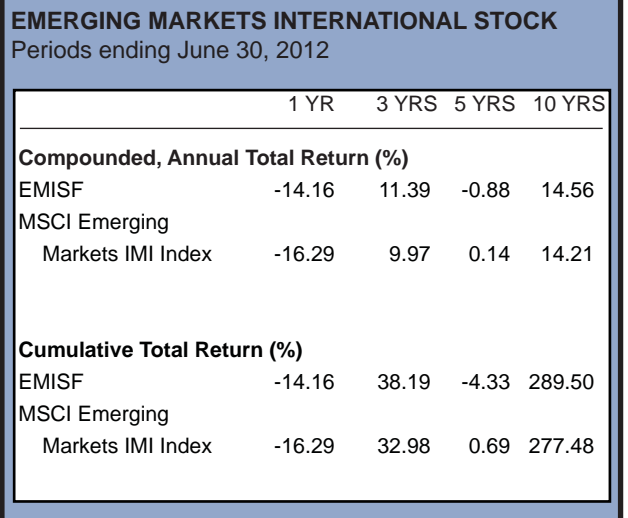 EMERGING MARKETS INTERNATIONAL STOCK
Periods ending June 30, 2012
1 YR 3 YRS 5 YRS 10 YRS
Compounded, Annual Total Return (%)
EMISF -14.16 11.39 -0.88 14.56
MSCI Emerging
Markets IMI Index -16.29 9.97 0.14 14.21
Cumulative Total Return (%)
EMISF -14.16 38.19 -4.33 289.50
MSCI Emerging
Markets IMI Index -16.29 32.98 0.69 277.48